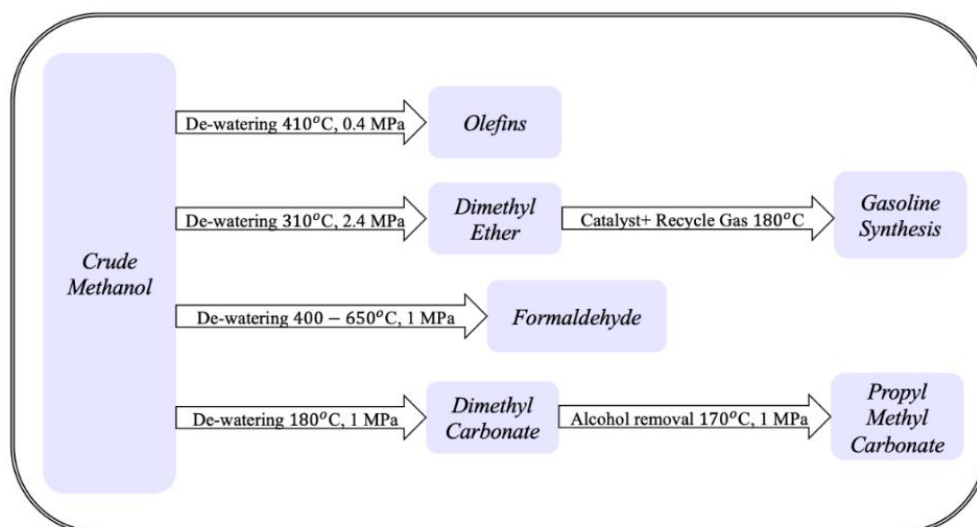 De-watering 410°C, 0.4 MPa
Olefins
De-watering 310°C, 2.4 MPa
Dimethyl
Ether
Catalyst+ Recycle Gas 180°C
Gasoline
Synthesis
Crude
Methanol
De-watering 400 − 650°C, 1 MPa
Formaldehyde
De-watering 180°C, 1 MPa
Dimethyl
Carbonate
Alcohol removal 170°C, 1 MPa
Propyl
Methyl
Carbonate